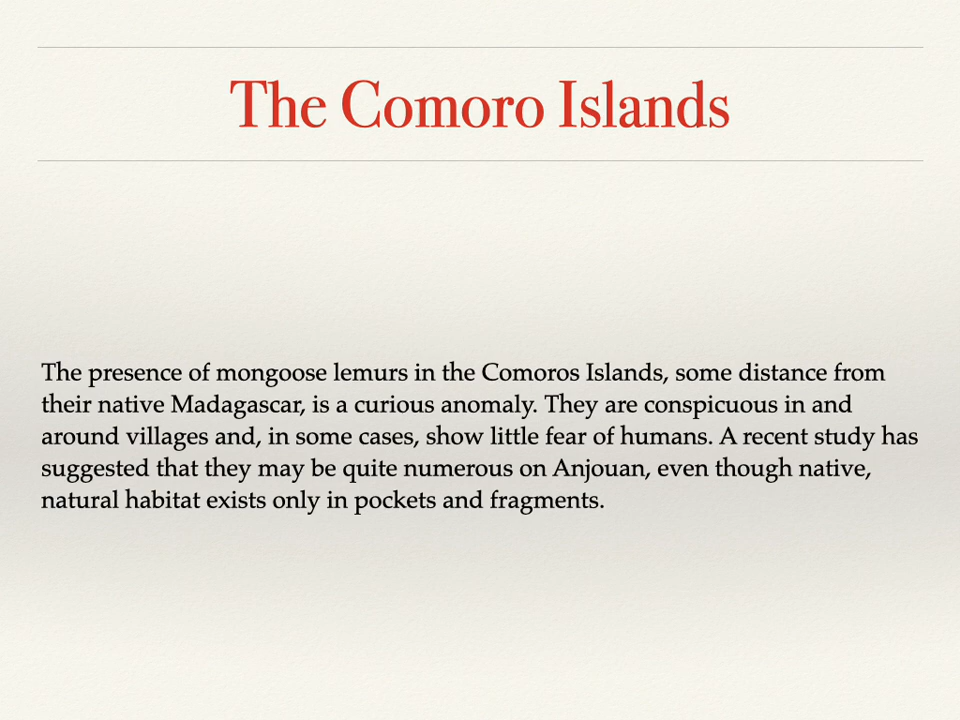 The Comoro Islands
The presence of mongoose lemurs in the Comoros Islands, some distance from
their native Madagascar, is a curious anomaly. They are conspicuous in and
around villages and, in some cases, show little fear of humans. A recent study has
suggested that they may be quite numerous on Anjouan, even though native,
natural habitat exists only in pockets and fragments.